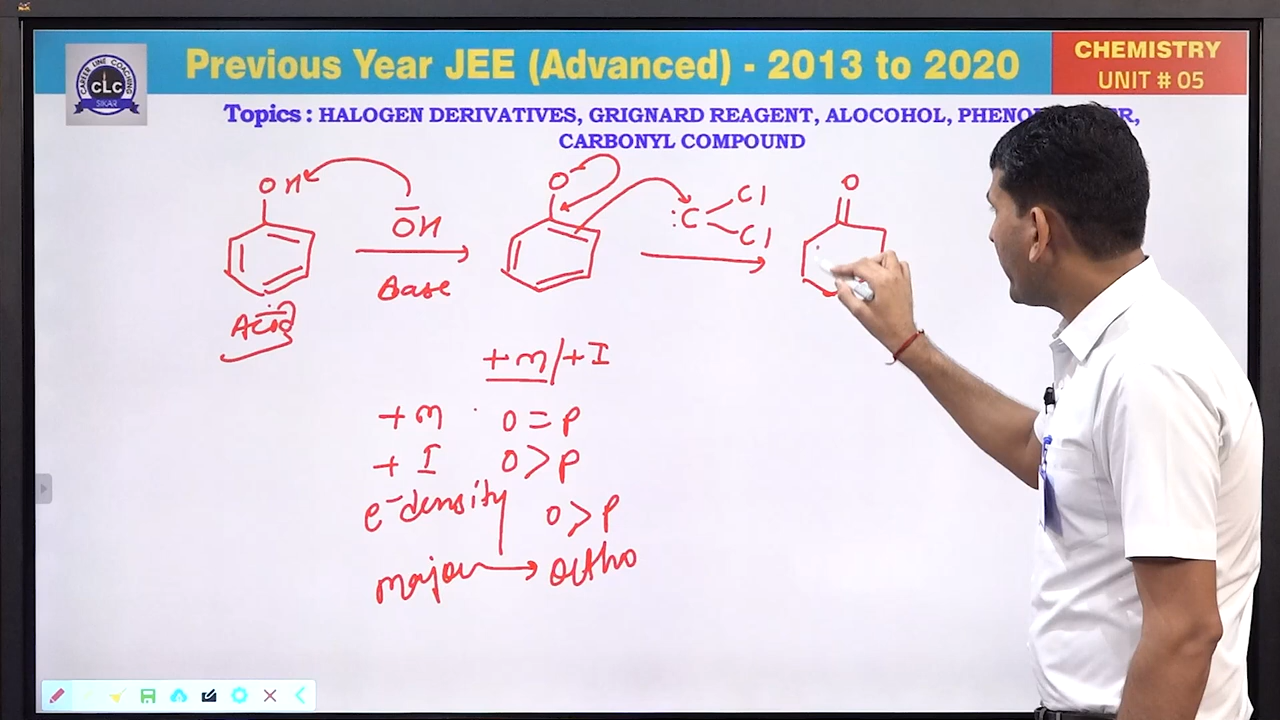 Previous Year JEE (Advanced) - 2013 to 2020
CHEMISTRY
UNIT # 05
CAREER LINE COACHING
CLC
SIKAR
Topics : HALOGEN DERIVATIVES, GRIGNARD REAGENT, ALOCOHOL,
CARBONYL COMPOUND
OH
OH
Base
Acid
O
:C
Cl
Cl
O
+m/+I
+m o = p
+I o > p
e⁻density o > p
major → ortho